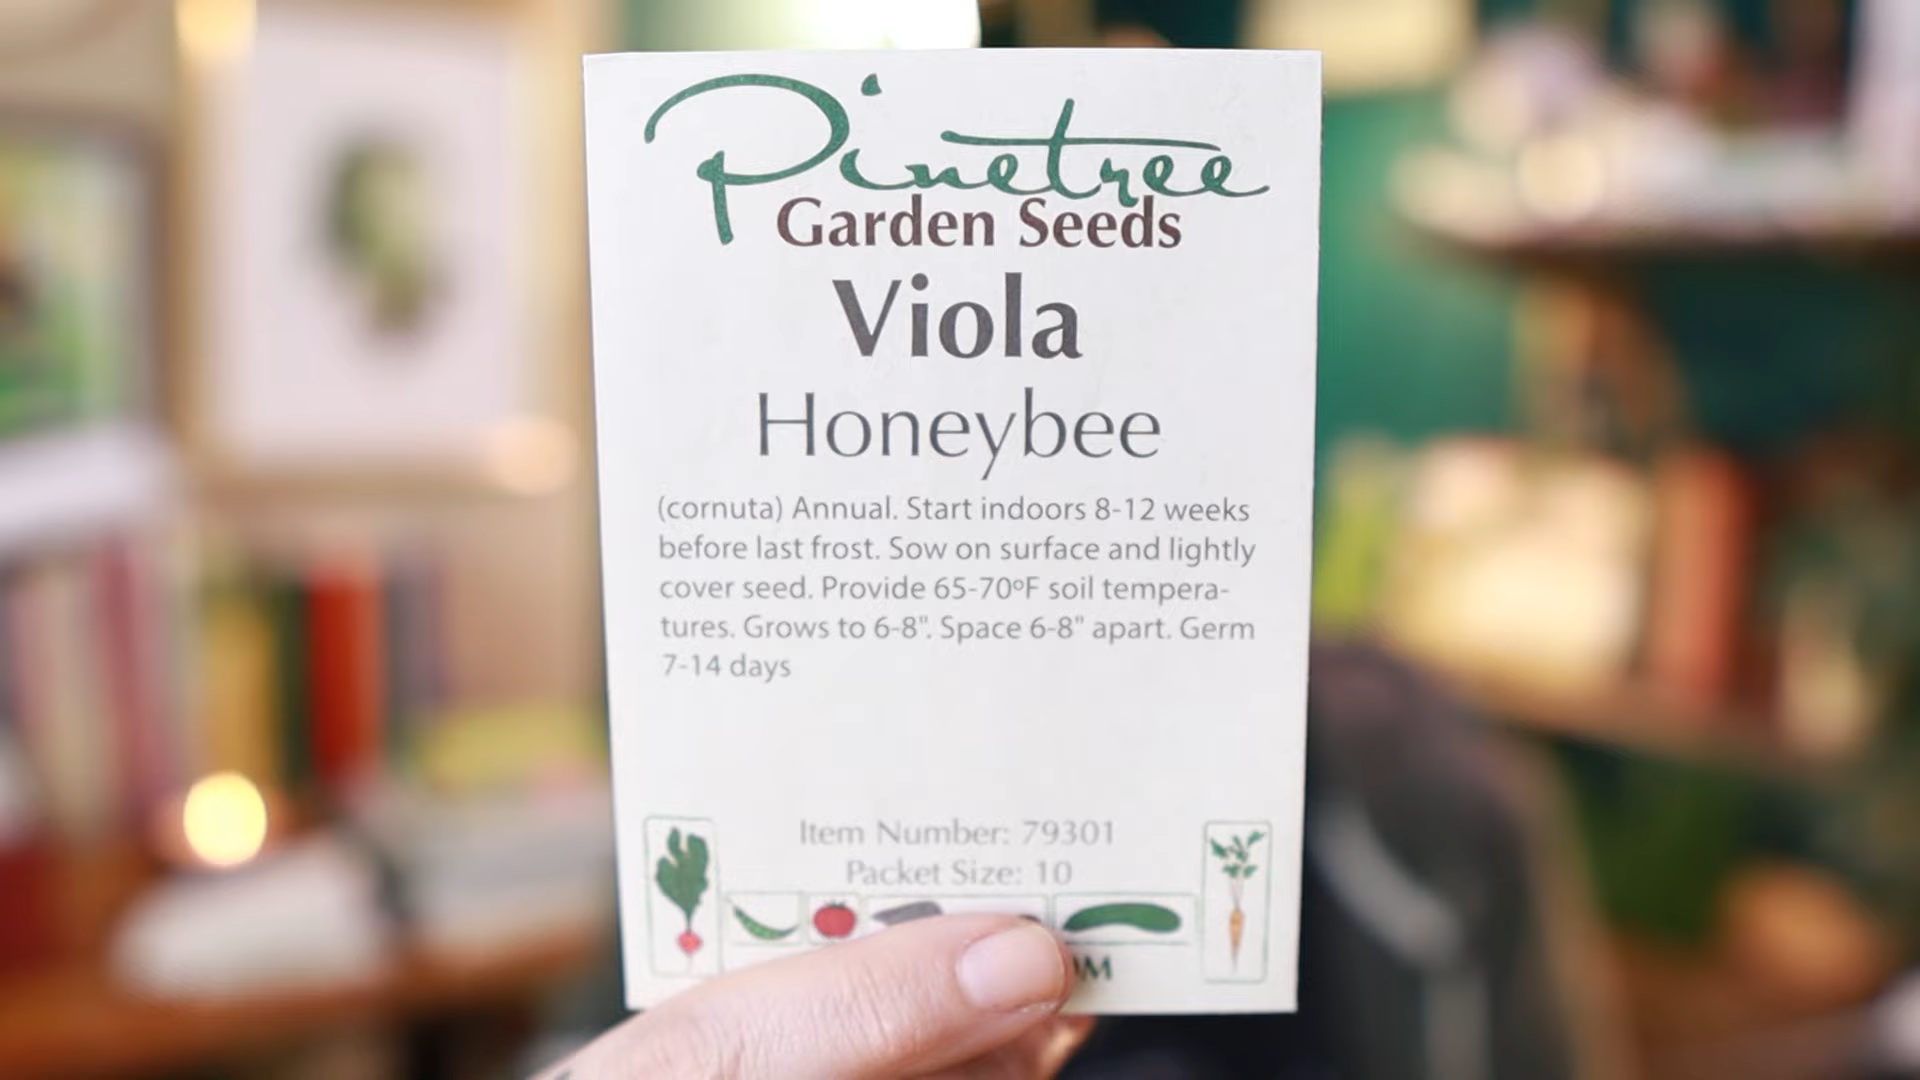 Pinetree
Garden Seeds
Viola
Honeybee
(cornuta) Annual. Start indoors 8-12 weeks
before last frost. Sow on surface and lightly
cover seed. Provide 65-70ºF soil tempera-
tures. Grows to 6-8". Space 6-8" apart. Germ
7-14 days
Item Number: 79301
Packet Size: 10